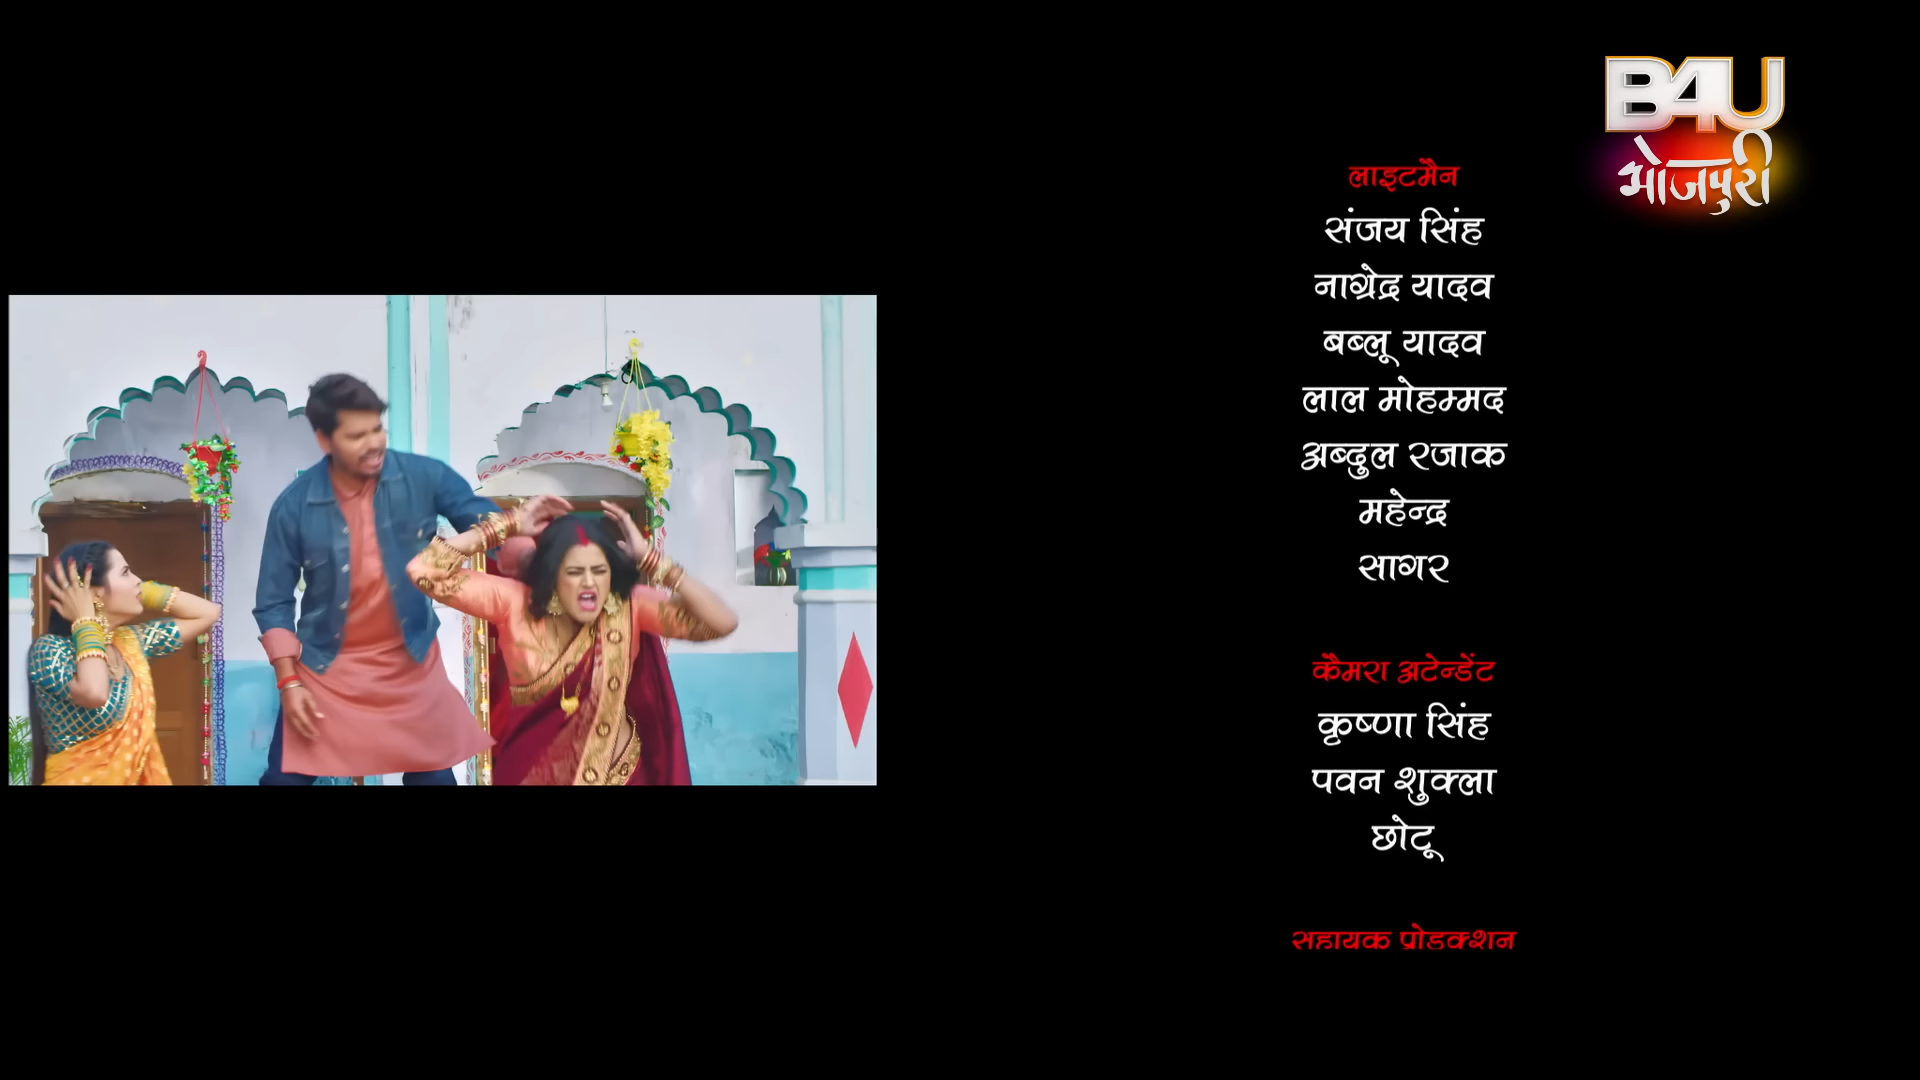 B4U
भोजपुरी
लाइटमैन
संजय सिंह
नाग्रेद्र यादव
बब्लू यादव
लाल मोहम्मद
अब्दुल रजाक
महेन्द्र
सागर
कैमरा अटेन्डेंट
कृष्णा सिंह
पवन शुक्ला
छोटू
सहायक प्रोडक्शन